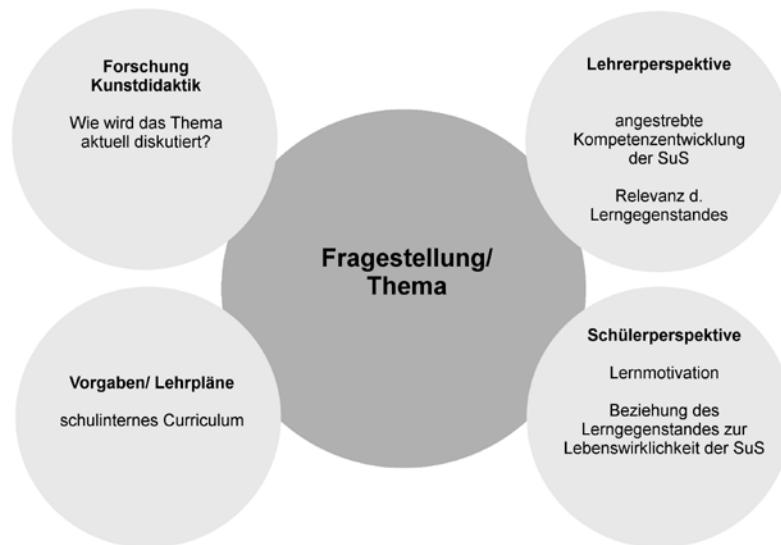 Forschung
Kunstdidaktik
Wie wird das Thema
aktuell diskutiert?
Lehrerperspektive
angestrebte
Kompetenzentwicklung
der SuS
Relevanz d.
Lerngegenstandes
Fragestellung/
Thema
Vorgaben/ Lehrpläne
schulinternes Curriculum
Schülerperspektive
Lernmotivation
Beziehung des
Lerngegenstandes zur
Lebenswirklichkeit der SuS